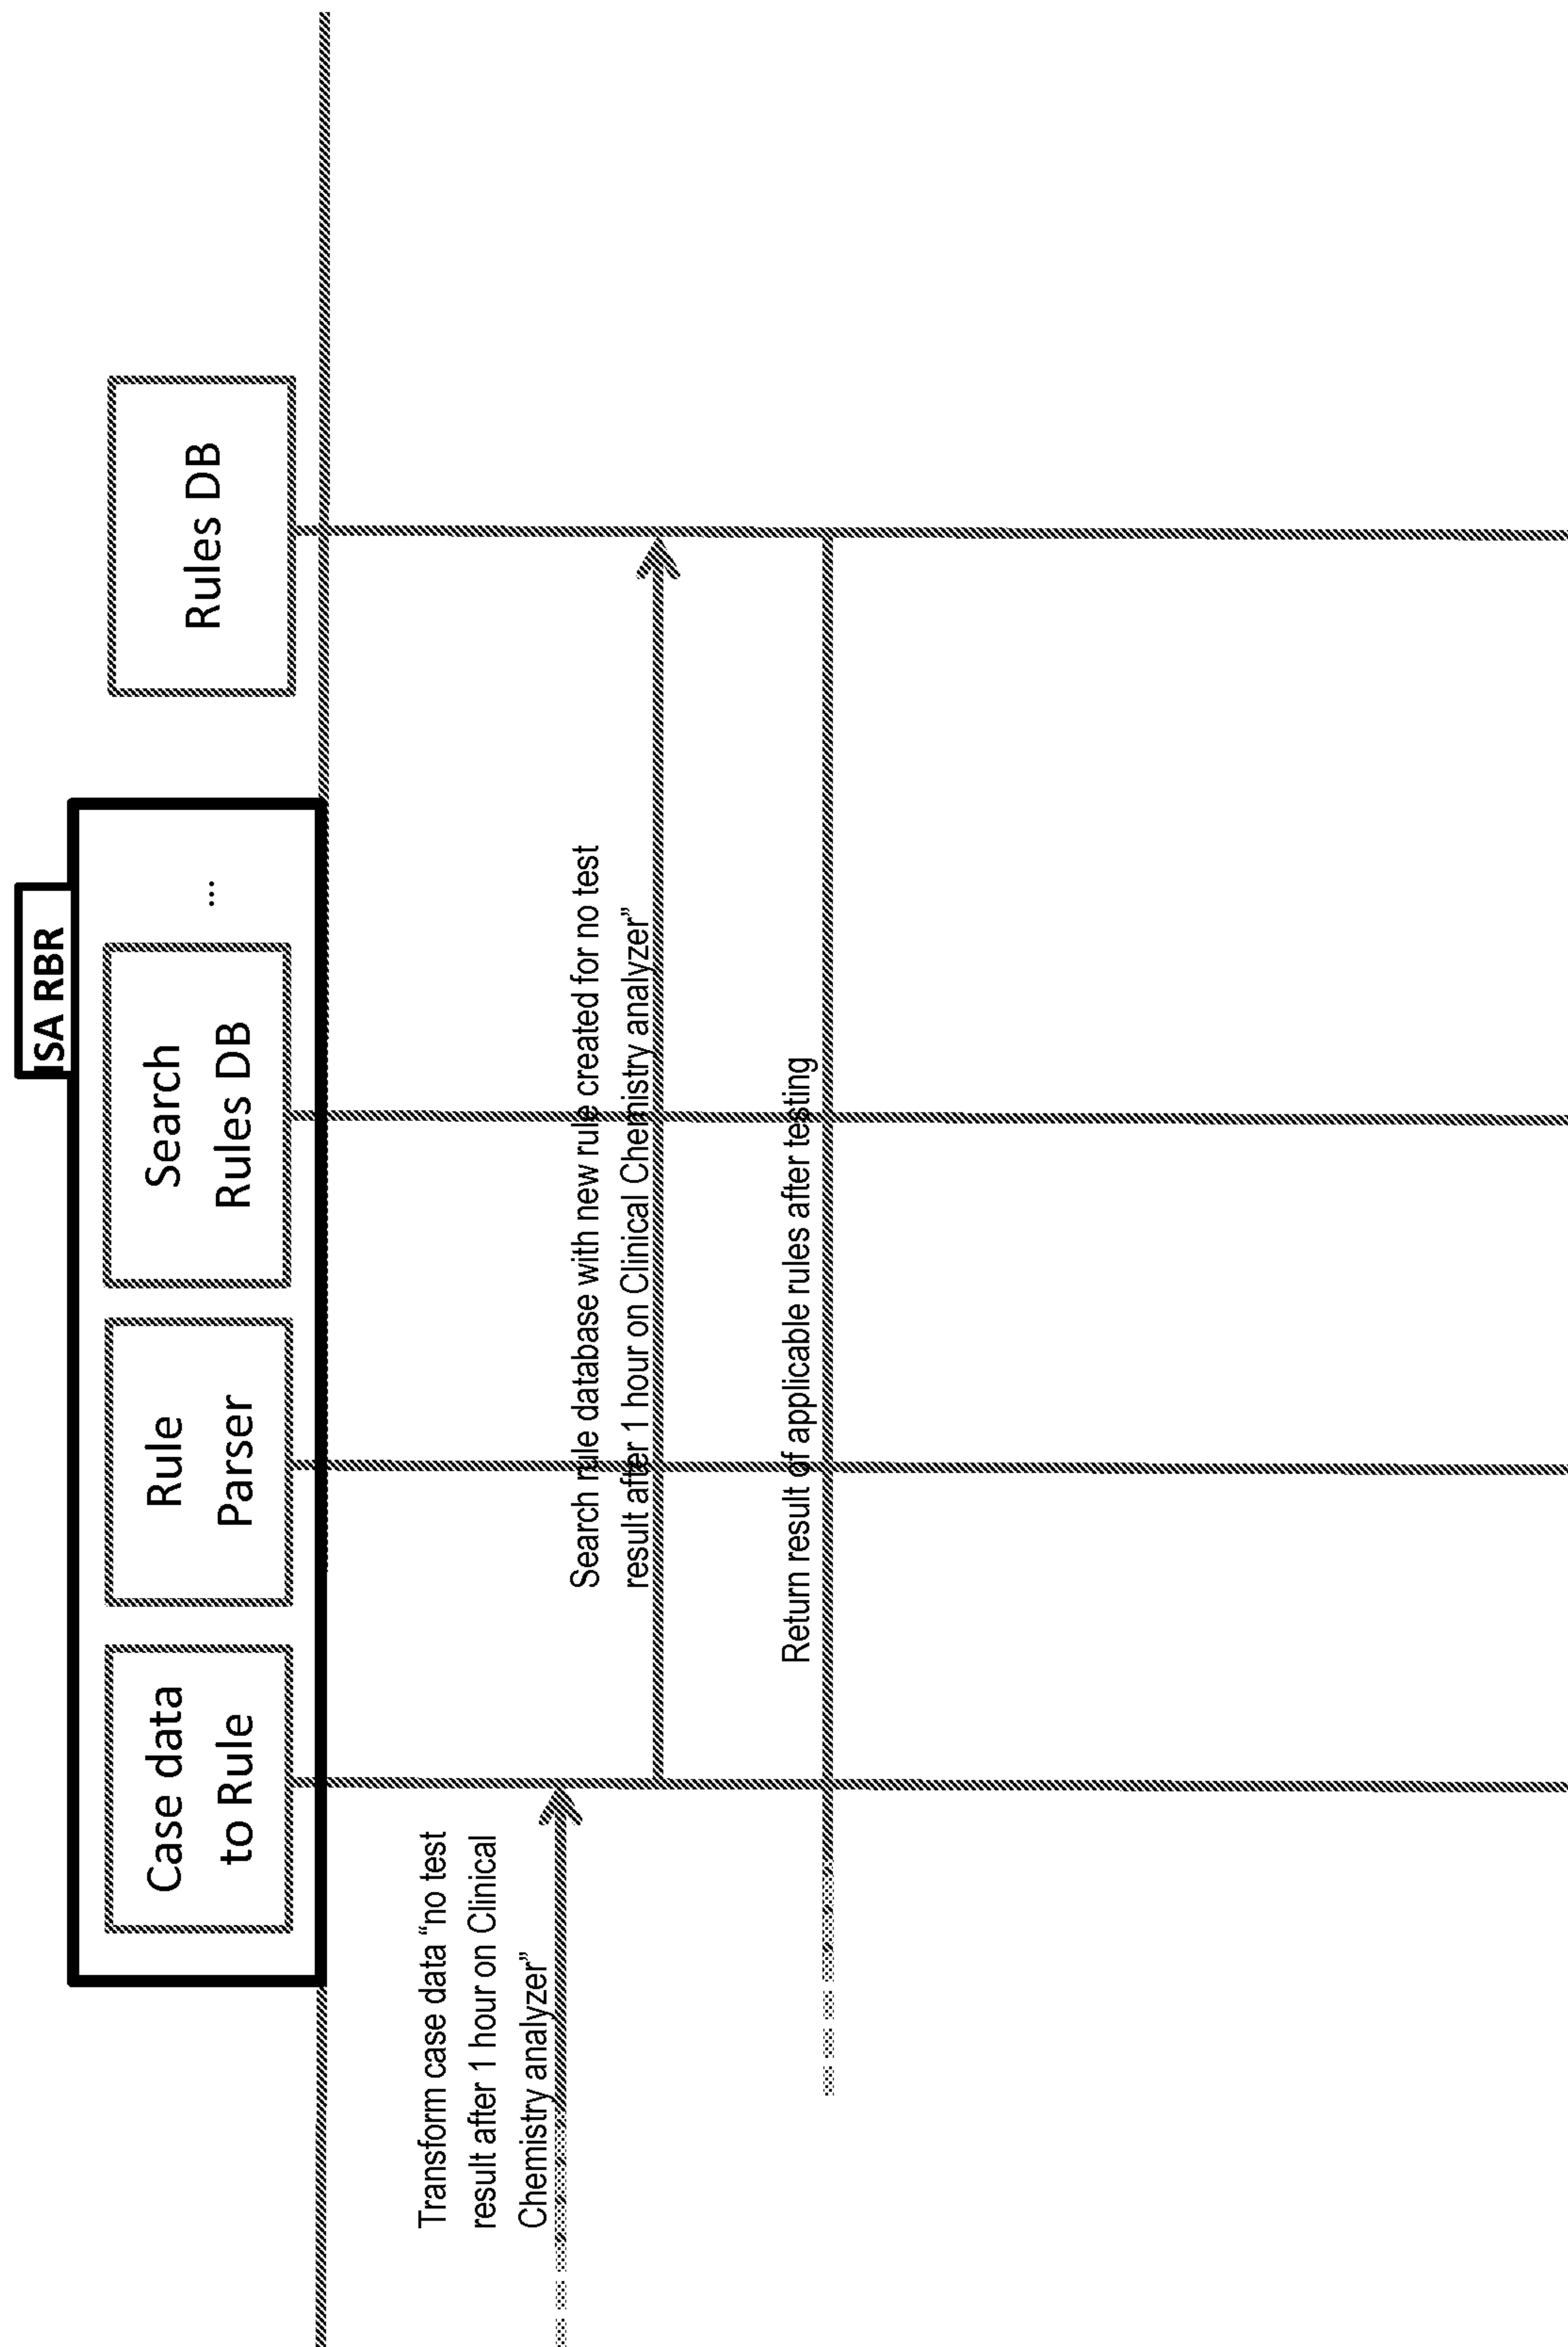 ISA RBR
Case data
to Rule
Rule
Parser
Search
Rules DB
...
Rules DB
Transform case data “no test
result after 1 hour on Clinical
Chemistry analyzer”
Search rule database with new rule created for no test
result after 1 hour on Clinical Chemistry analyzer”
Return result of applicable rules after testing